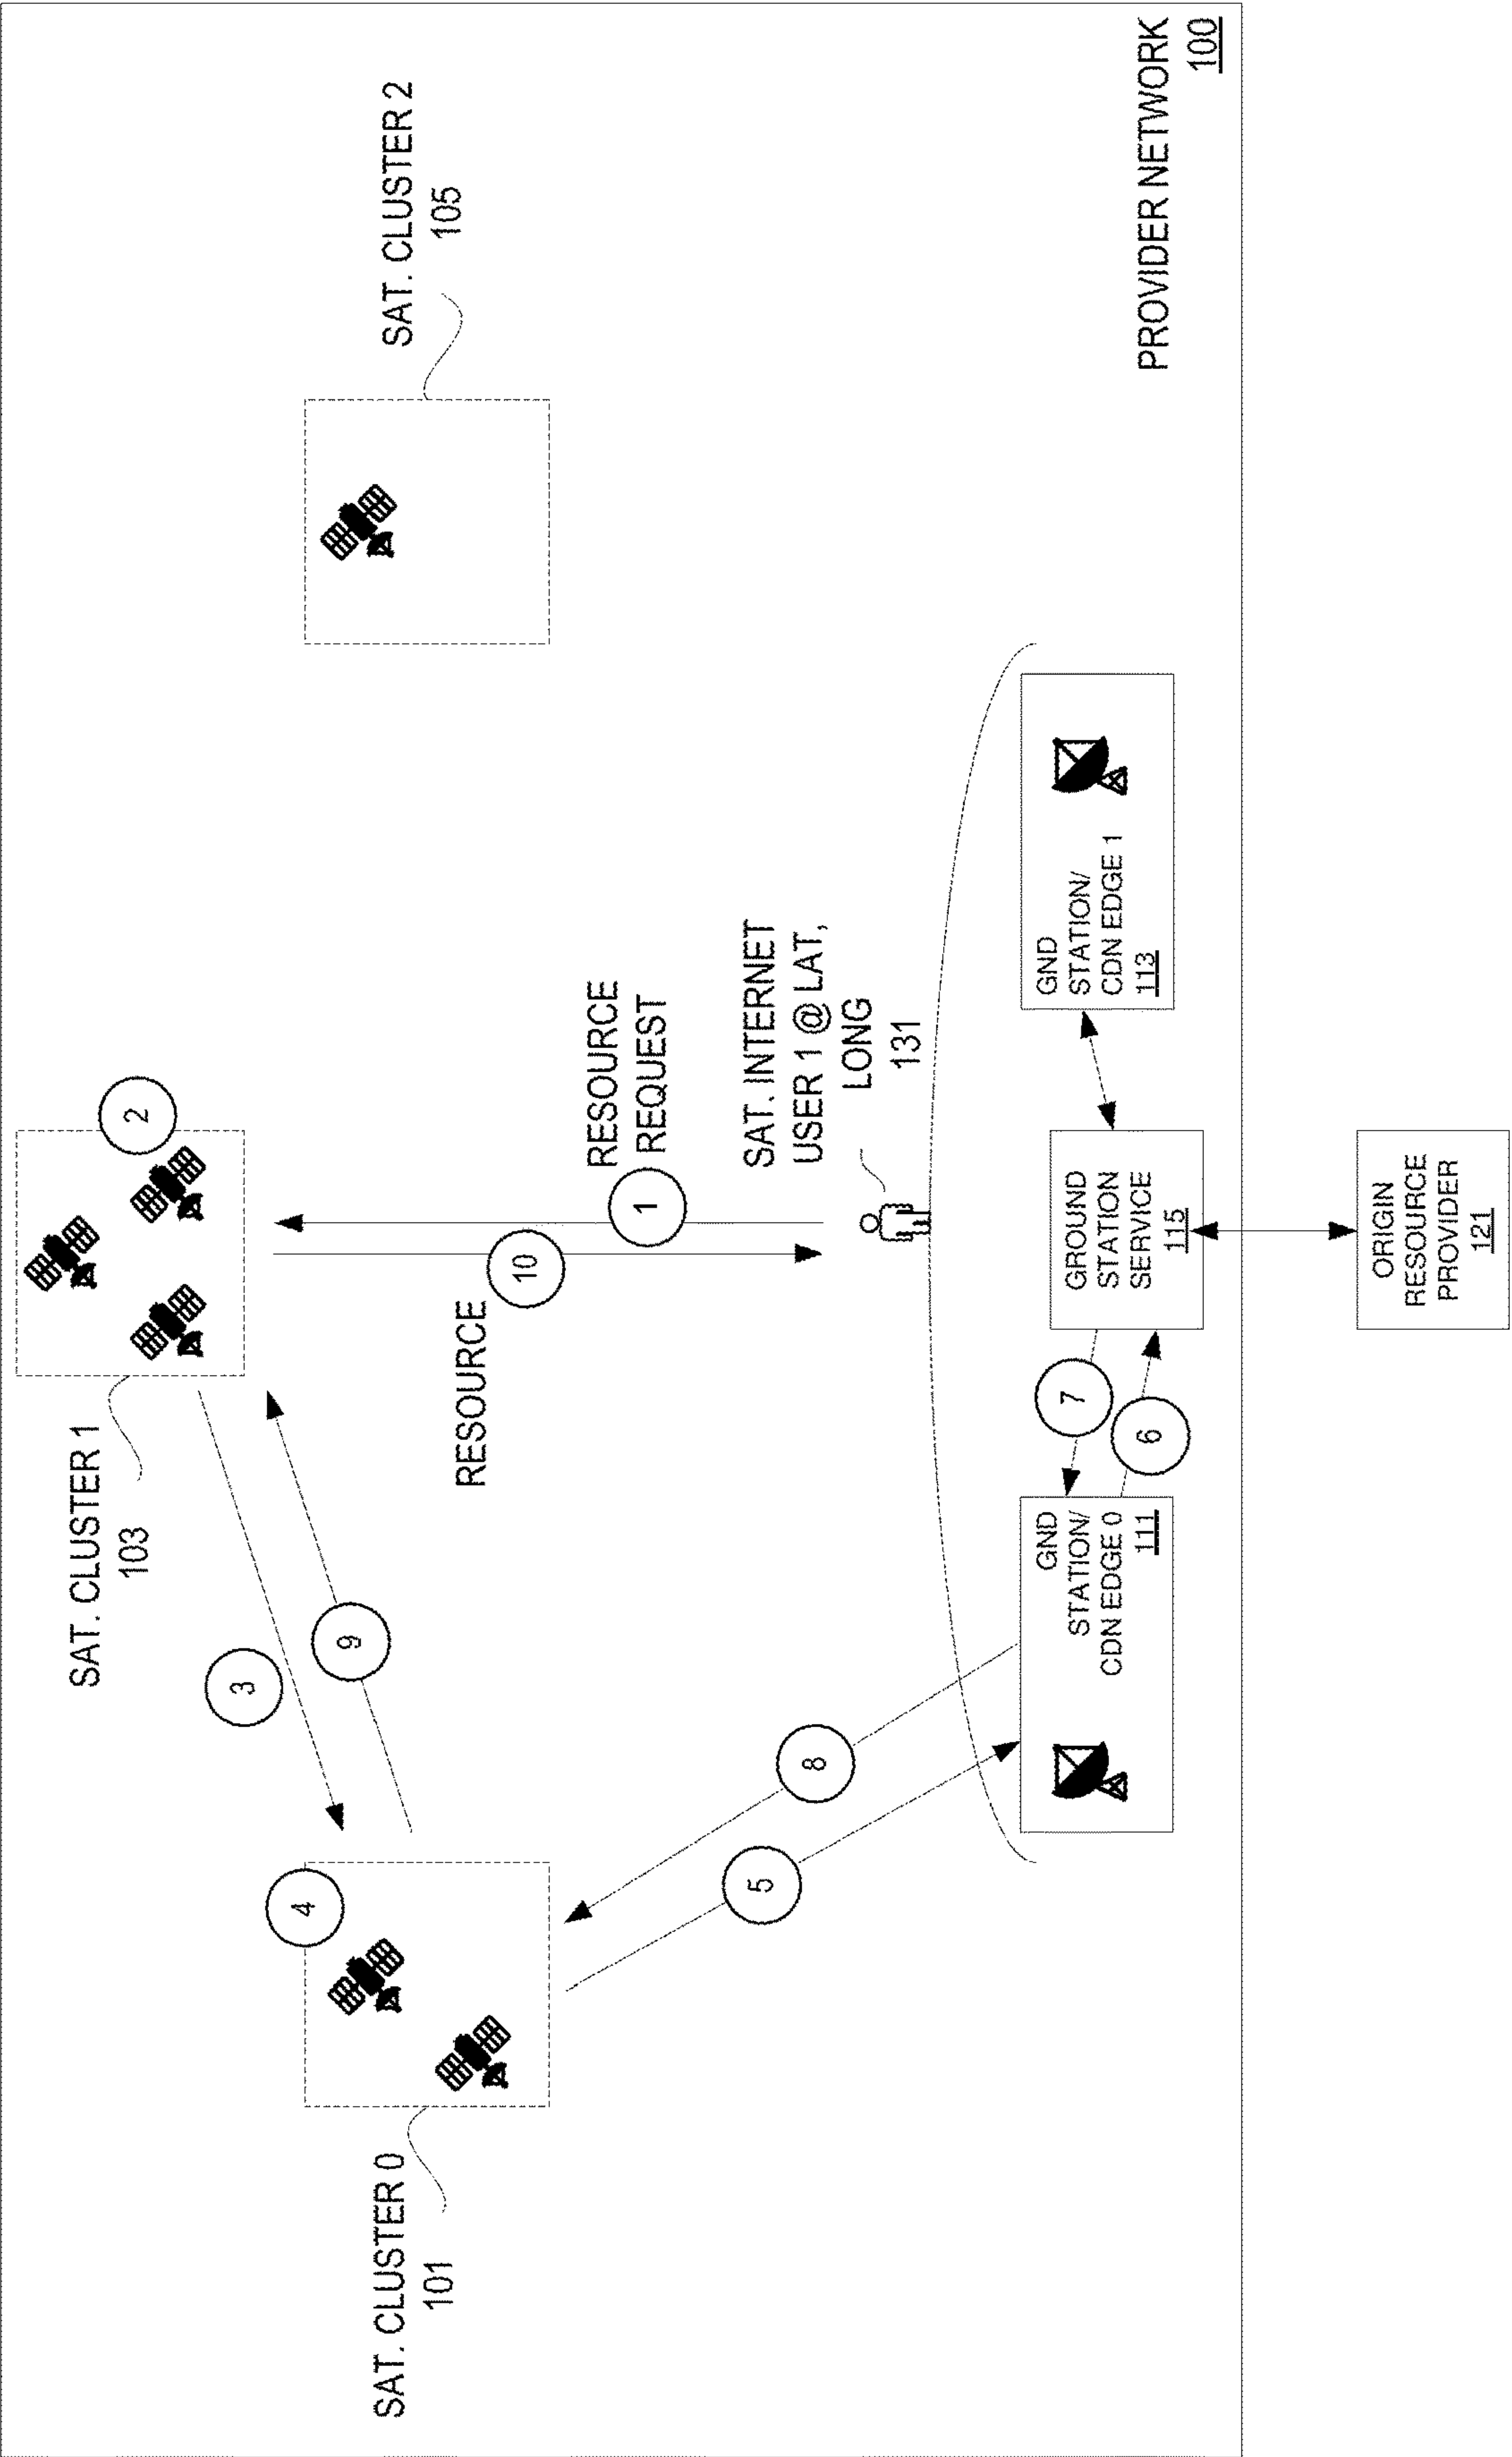 SAT. CLUSTER 1
103
2
SAT. CLUSTER 2
105
SAT. CLUSTER 0
101
4
3
9
RESOURCE
10
1
RESOURCE
REQUEST
SAT. INTERNET
USER 1 @ LAT,
LONG
131
8
5
GND
STATION/
CDN EDGE 0
111
7
6
GROUND
STATION
SERVICE
115
GND
STATION/
CDN EDGE 1
113
PROVIDER NETWORK
100
ORIGIN
RESOURCE
PROVIDER
121